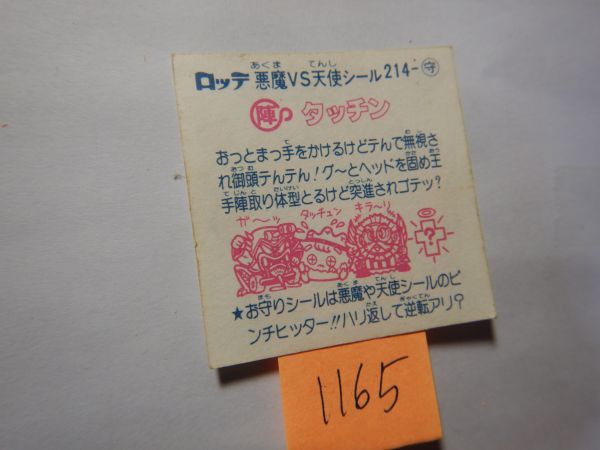 ロッテ 悪魔VS天使シール 214-守
陣 タッチン
おっとまっ手をかけるけどテんで無視さ
れ御頭テんテん!グ〜とヘッドを固め王
手陣取り体型とるけど突進されゴテッ?
ガ〜ッ タッチュン キラ〜リ
?
★お守りシールは悪魔や天使シールのピ
ンチヒッター!!ハリ返して逆転アリ?
1165